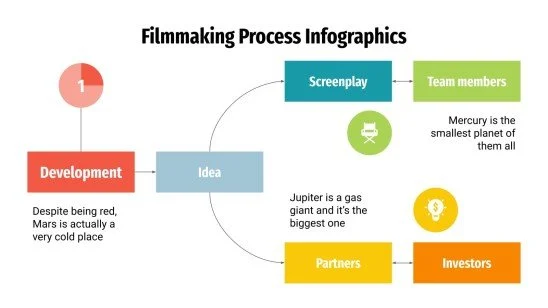 Filmmaking Process Infographics
1
Screenplay
Team members
Mercury is the
smallest planet of
them all
Development
Idea
Despite being red,
Mars is actually a
very cold place
Jupiter is a gas
giant and it's the
biggest one
$
Partners
Investors